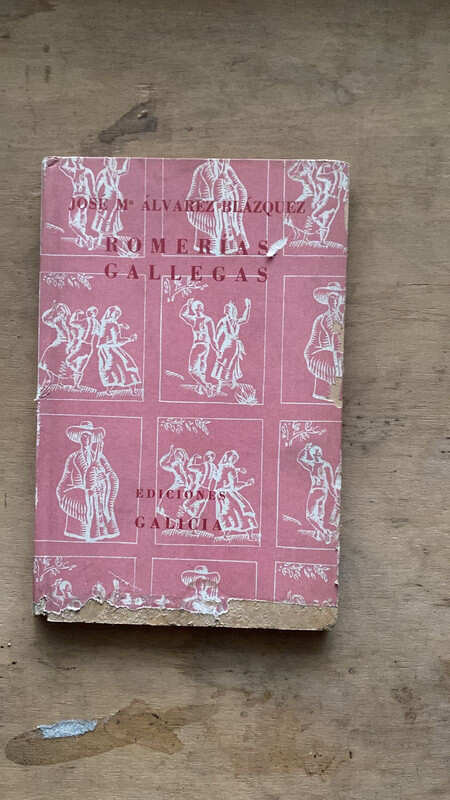 JOSÉ Mª ÁLVAREZ BLÁZQUEZ
ROMERÍAS
GALLEGAS
EDICIONES
GALICIA